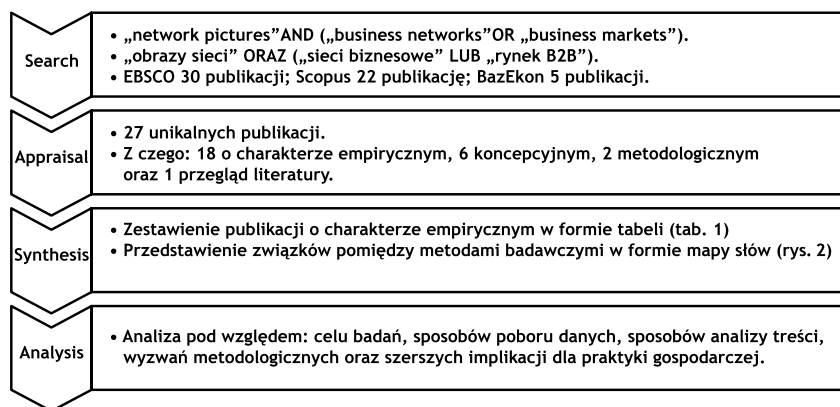 Search
• „network pictures”AND („business networks”OR „business markets”).
• „obrazy sieci” ORAZ („sieci biznesowe” LUB „rynek B2B”).
• EBSCO 30 publikacji; Scopus 22 publikację; BazEkon 5 publikacji.
Appraisal
• 27 unikalnych publikacji.
• Z czego: 18 o charakterze empirycznym, 6 koncepcyjnym, 2 metodologicznym
oraz 1 przegląd literatury.
Synthesis
• Zestawienie publikacji o charakterze empirycznym w formie tabeli (tab. 1)
• Przedstawienie związków pomiędzy metodami badawczymi w formie mapy słów (rys. 2)
Analysis
• Analiza pod względem: celu badań, sposobów poboru danych, sposobów analizy treści,
wyzwań metodologicznych oraz szerszych implikacji dla praktyki gospodarczej.